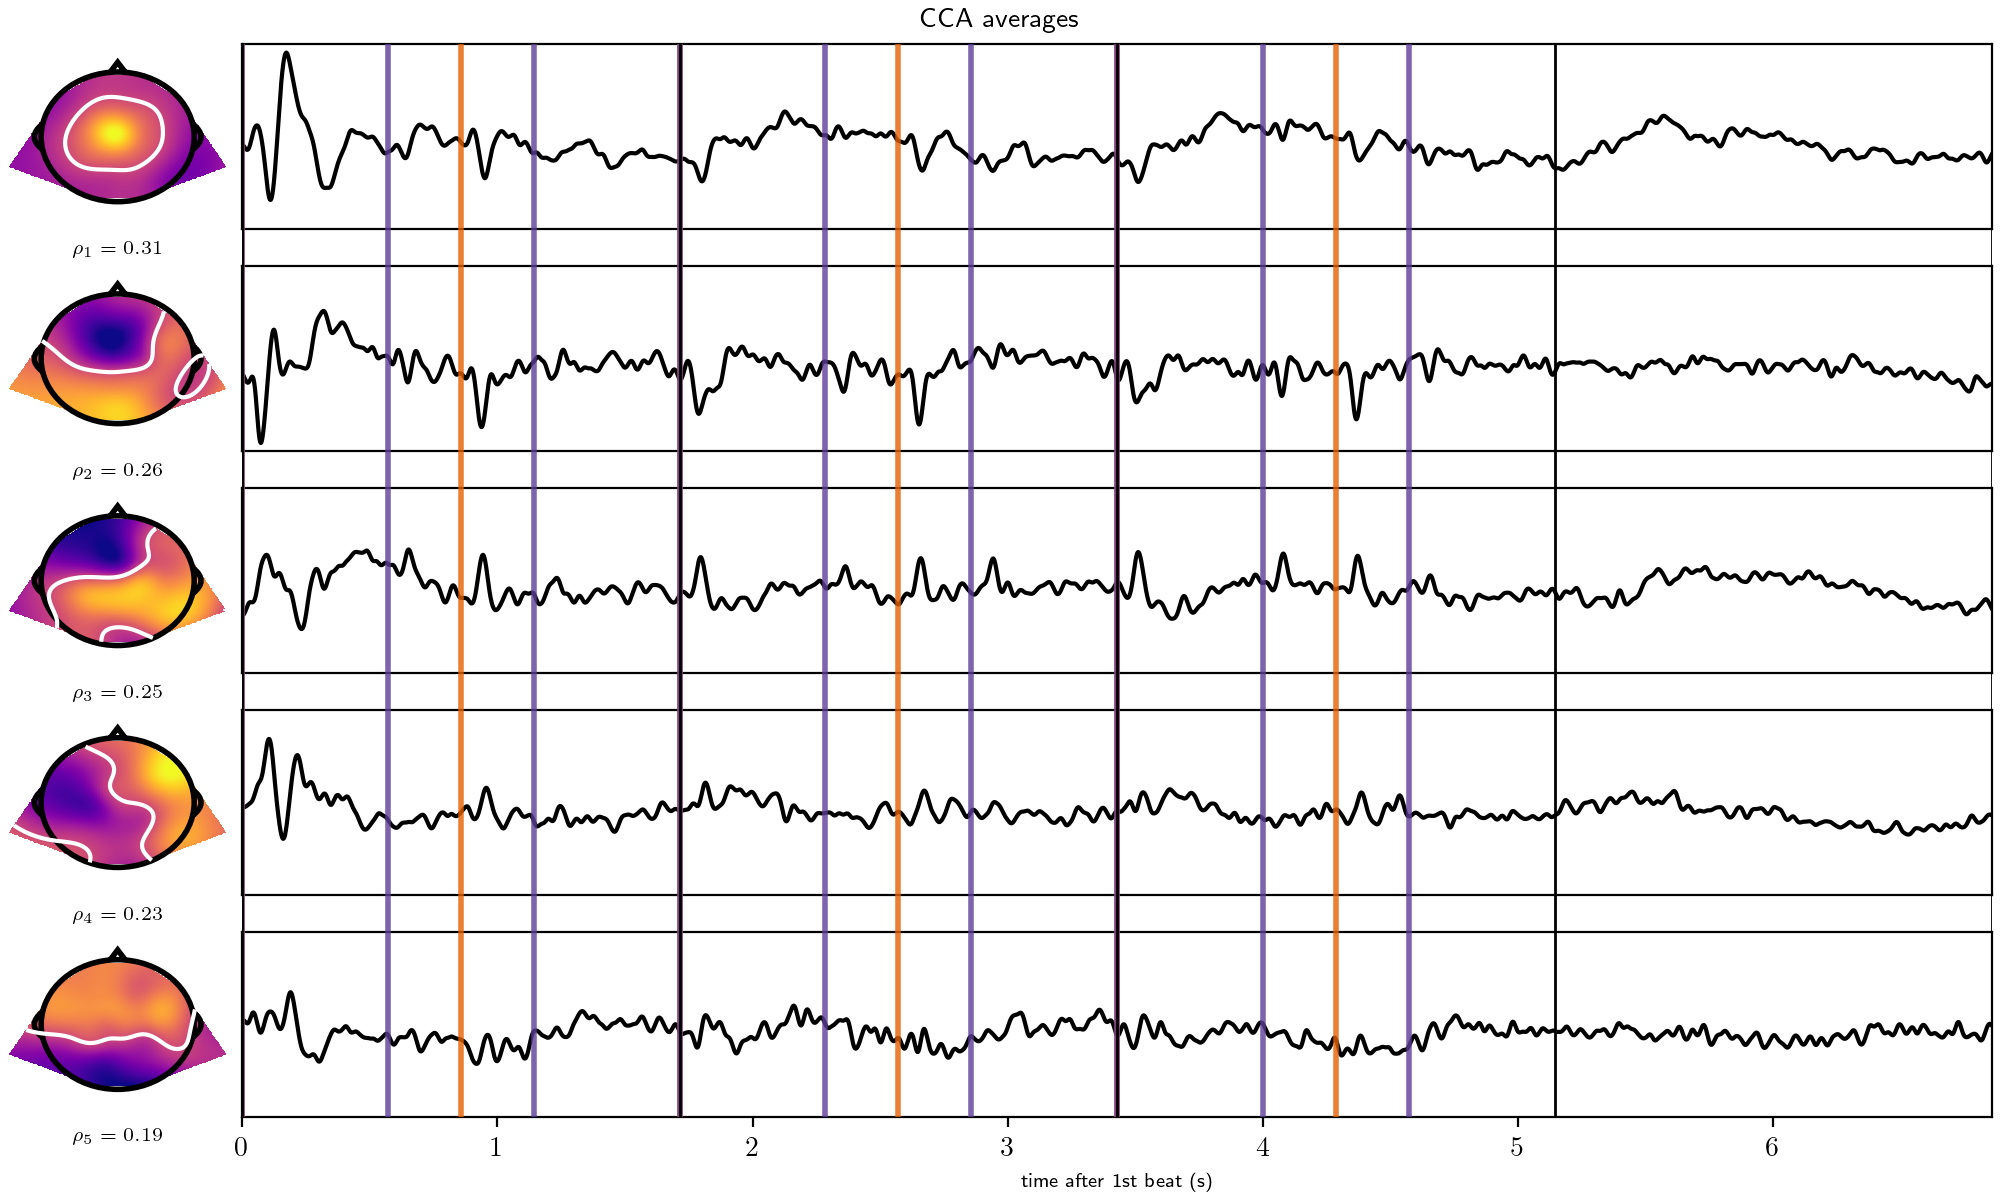 CCA averages
ρ₁ = 0.31
ρ₂ = 0.26
ρ₃ = 0.25
ρ₄ = 0.23
ρ₅ = 0.19
0 1 2 3 4 5 6
time after 1st beat (s)